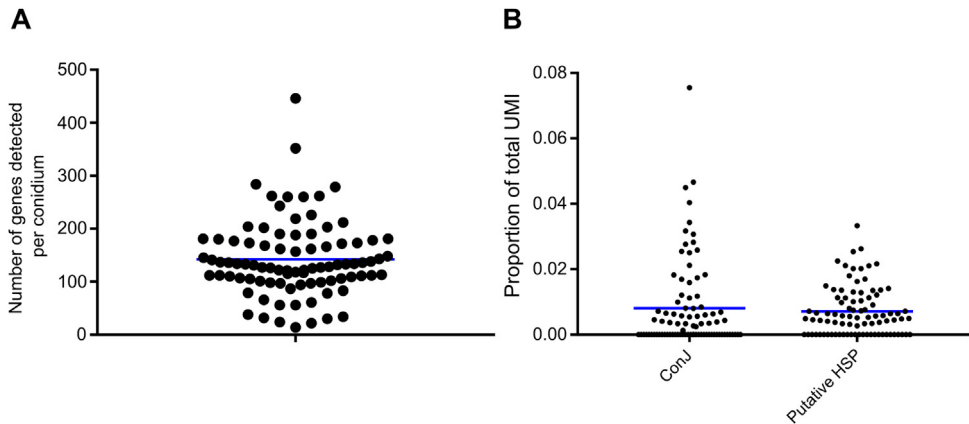 A
Number of genes detected
per conidium
500
400
300
200
100
0
B
Proportion of total UMI
0.08
0.06
0.04
0.02
0.00
ConJ
Putative HSP